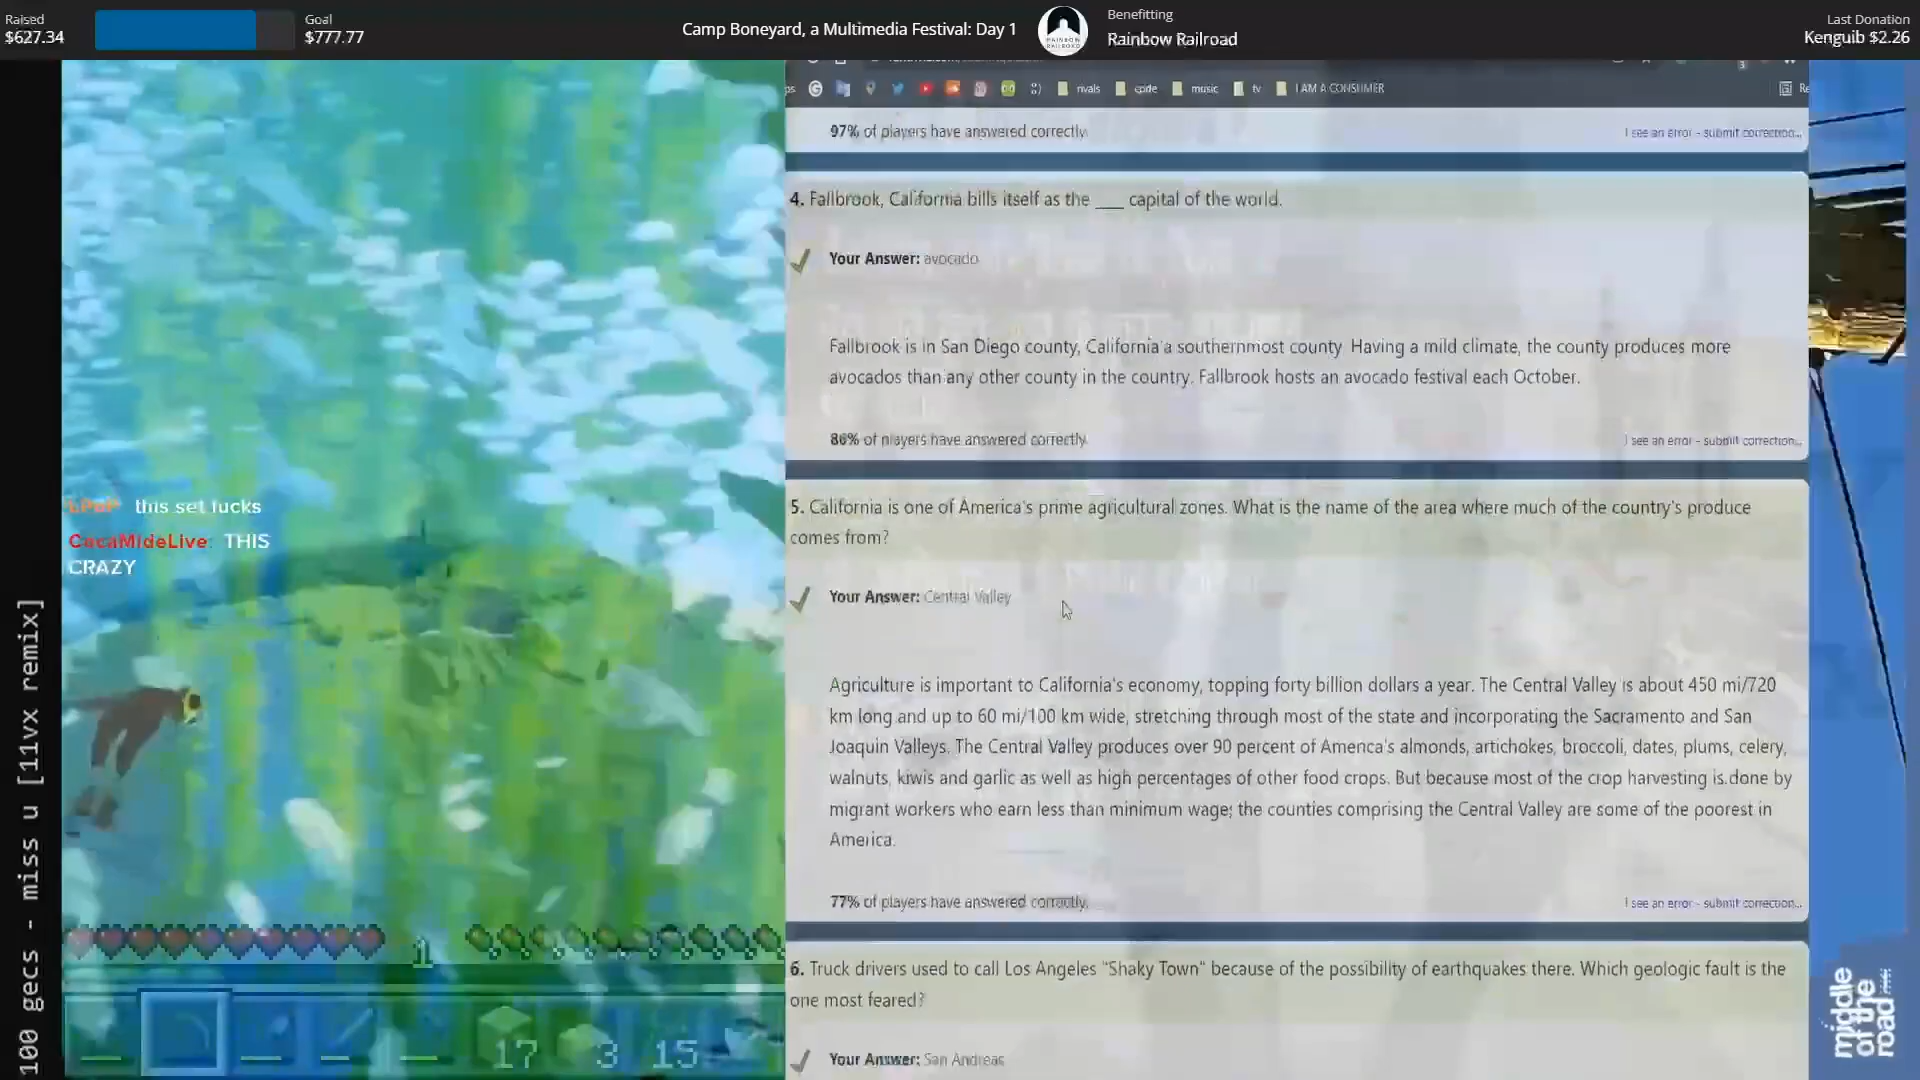 Raised
$627.34
Goal
$777.77
Camp Boneyard, a Multimedia Festival: Day 1
Benefitting
Rainbow Railroad
Last Donation
Kenguib $2.26
rivals
code
music
tv
I AM A CONSUMER
97% of players have answered correctly.
I see an error - submit correction...
4. Fallbrook, California bills itself as the ___ capital of the world.
Your Answer: avocado
Fallbrook is in San Diego county, California's southernmost county. Having a mild climate, the county produces more
avocados than any other county in the country. Fallbrook hosts an avocado festival each October.
86% of players have answered correctly.
I see an error - submit correction...
5. California is one of America's prime agricultural zones. What is the name of the area where much of the country's produce
comes from?
Your Answer: Central Valley
Agriculture is important to California's economy, topping forty billion dollars a year. The Central Valley is about 450 mi/720
km long and up to 60 mi/100 km wide, stretching through most of the state and incorporating the Sacramento and San
Joaquin Valleys. The Central Valley produces over 90 percent of America's almonds, artichokes, broccoli, dates, plums, celery,
walnuts, kiwis and garlic as well as high percentages of other food crops. But because most of the crop harvesting is done by
migrant workers who earn less than minimum wage; the counties comprising the Central Valley are some of the poorest in
America.
77% of players have answered correctly.
I see an error - submit correction...
6. Truck drivers used to call Los Angeles "Shaky Town" because of the possibility of earthquakes there. Which geologic fault is the
one most feared?
Your Answer: San Andreas
this set fucks
CacaMideLive: THIS
CRAZY
1
17
3
15
100 gecs - miss u [11vx remix]
middle
of the
road